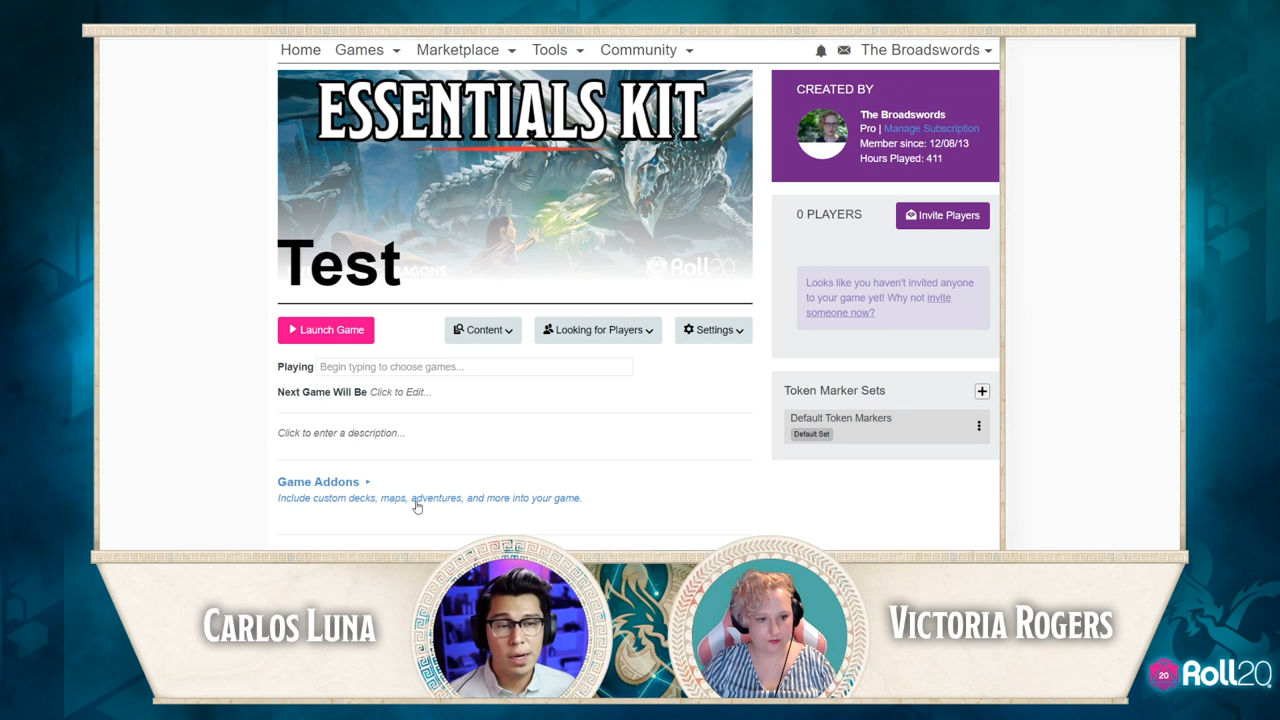 Home Games Marketplace Tools Community The Broadswords
ESSENTIALS KIT
Test
Roll20
CREATED BY
The Broadswords
Pro | Manage Subscription
Member since: 12/08/13
Hours Played: 411
0 PLAYERS
Invite Players
Looks like you haven't invited anyone
to your game yet! Why not invite
someone now?
Launch Game Content Looking for Players Settings
Playing Begin typing to choose games...
Next Game Will Be Click to Edit...
Click to enter a description...
Token Marker Sets +
Default Token Markers
Default Set
Game Addons
Include custom decks, maps, adventures, and more into your game.
CARLOS LUNA
VICTORIA ROGERS
20 Roll20